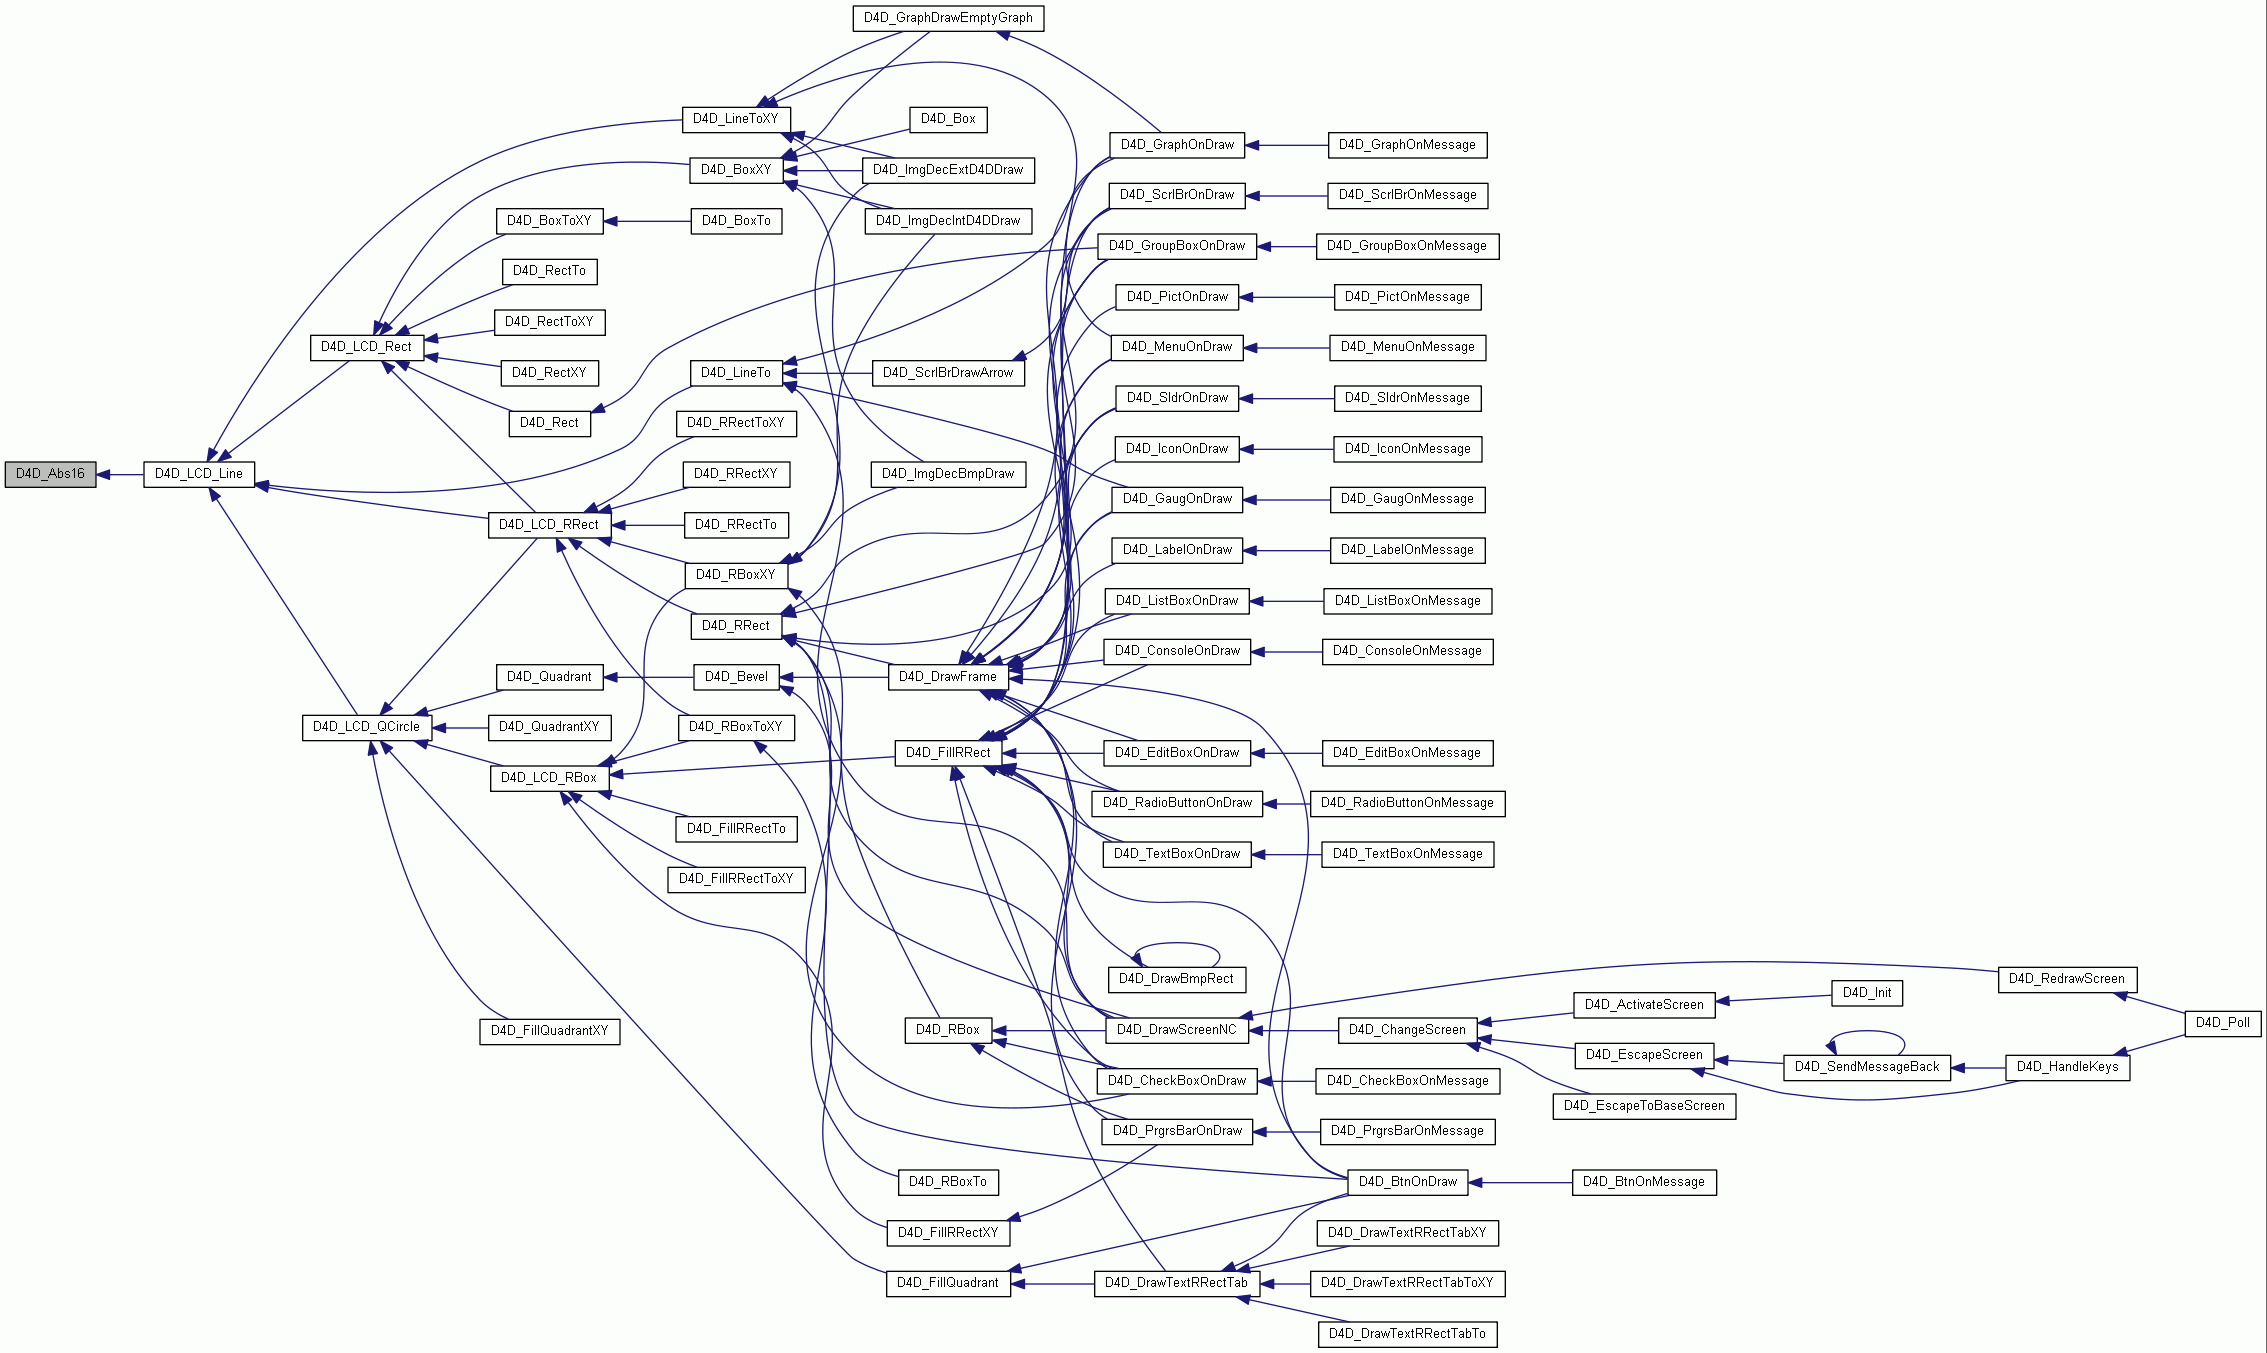 D4D_GraphDrawEmptyGraph
D4D_LineToXY
D4D_Box
D4D_GraphOnDraw
D4D_GraphOnMessage
D4D_BoxXY
D4D_ImgDecExtD4DDraw
D4D_ScrlBrOnDraw
D4D_ScrlBrOnMessage
D4D_BoxToXY
D4D_BoxTo
D4D_ImgDecIntD4DDraw
D4D_GroupBoxOnDraw
D4D_GroupBoxOnMessage
D4D_RectTo
D4D_PictOnDraw
D4D_PictOnMessage
D4D_RectToXY
D4D_LCD_Rect
D4D_MenuOnDraw
D4D_MenuOnMessage
D4D_RectXY
D4D_LineTo
D4D_ScrlBrDrawArrow
D4D_SldrOnDraw
D4D_SldrOnMessage
D4D_Rect
D4D_RRectToXY
D4D_IconOnDraw
D4D_IconOnMessage
D4D_Abs16
D4D_LCD_Line
D4D_RRectXY
D4D_ImgDecBmpDraw
D4D_GaugOnDraw
D4D_GaugOnMessage
D4D_LCD_RRect
D4D_RRectTo
D4D_LabelOnDraw
D4D_LabelOnMessage
D4D_RBoxXY
D4D_ListBoxOnDraw
D4D_ListBoxOnMessage
D4D_RRect
D4D_ConsoleOnDraw
D4D_ConsoleOnMessage
D4D_Quadrant
D4D_Bevel
D4D_DrawFrame
D4D_LCD_QCircle
D4D_QuadrantXY
D4D_RBoxToXY
D4D_FillRRect
D4D_EditBoxOnDraw
D4D_EditBoxOnMessage
D4D_LCD_RBox
D4D_RadioButtonOnDraw
D4D_RadioButtonOnMessage
D4D_FillRRectTo
D4D_TextBoxOnDraw
D4D_TextBoxOnMessage
D4D_FillRRectToXY
D4D_DrawBmpRect
D4D_RedrawScreen
D4D_ActivateScreen
D4D_Init
D4D_FillQuadrantXY
D4D_RBox
D4D_DrawScreenNC
D4D_ChangeScreen
D4D_Poll
D4D_EscapeScreen
D4D_SendMessageBack
D4D_HandleKeys
D4D_CheckBoxOnDraw
D4D_CheckBoxOnMessage
D4D_EscapeToBaseScreen
D4D_PrgrsBarOnDraw
D4D_PrgrsBarOnMessage
D4D_RBoxTo
D4D_BtnOnDraw
D4D_BtnOnMessage
D4D_FillRRectXY
D4D_DrawTextRRectTabXY
D4D_FillQuadrant
D4D_DrawTextRRectTab
D4D_DrawTextRRectTabToXY
D4D_DrawTextRRectTabTo